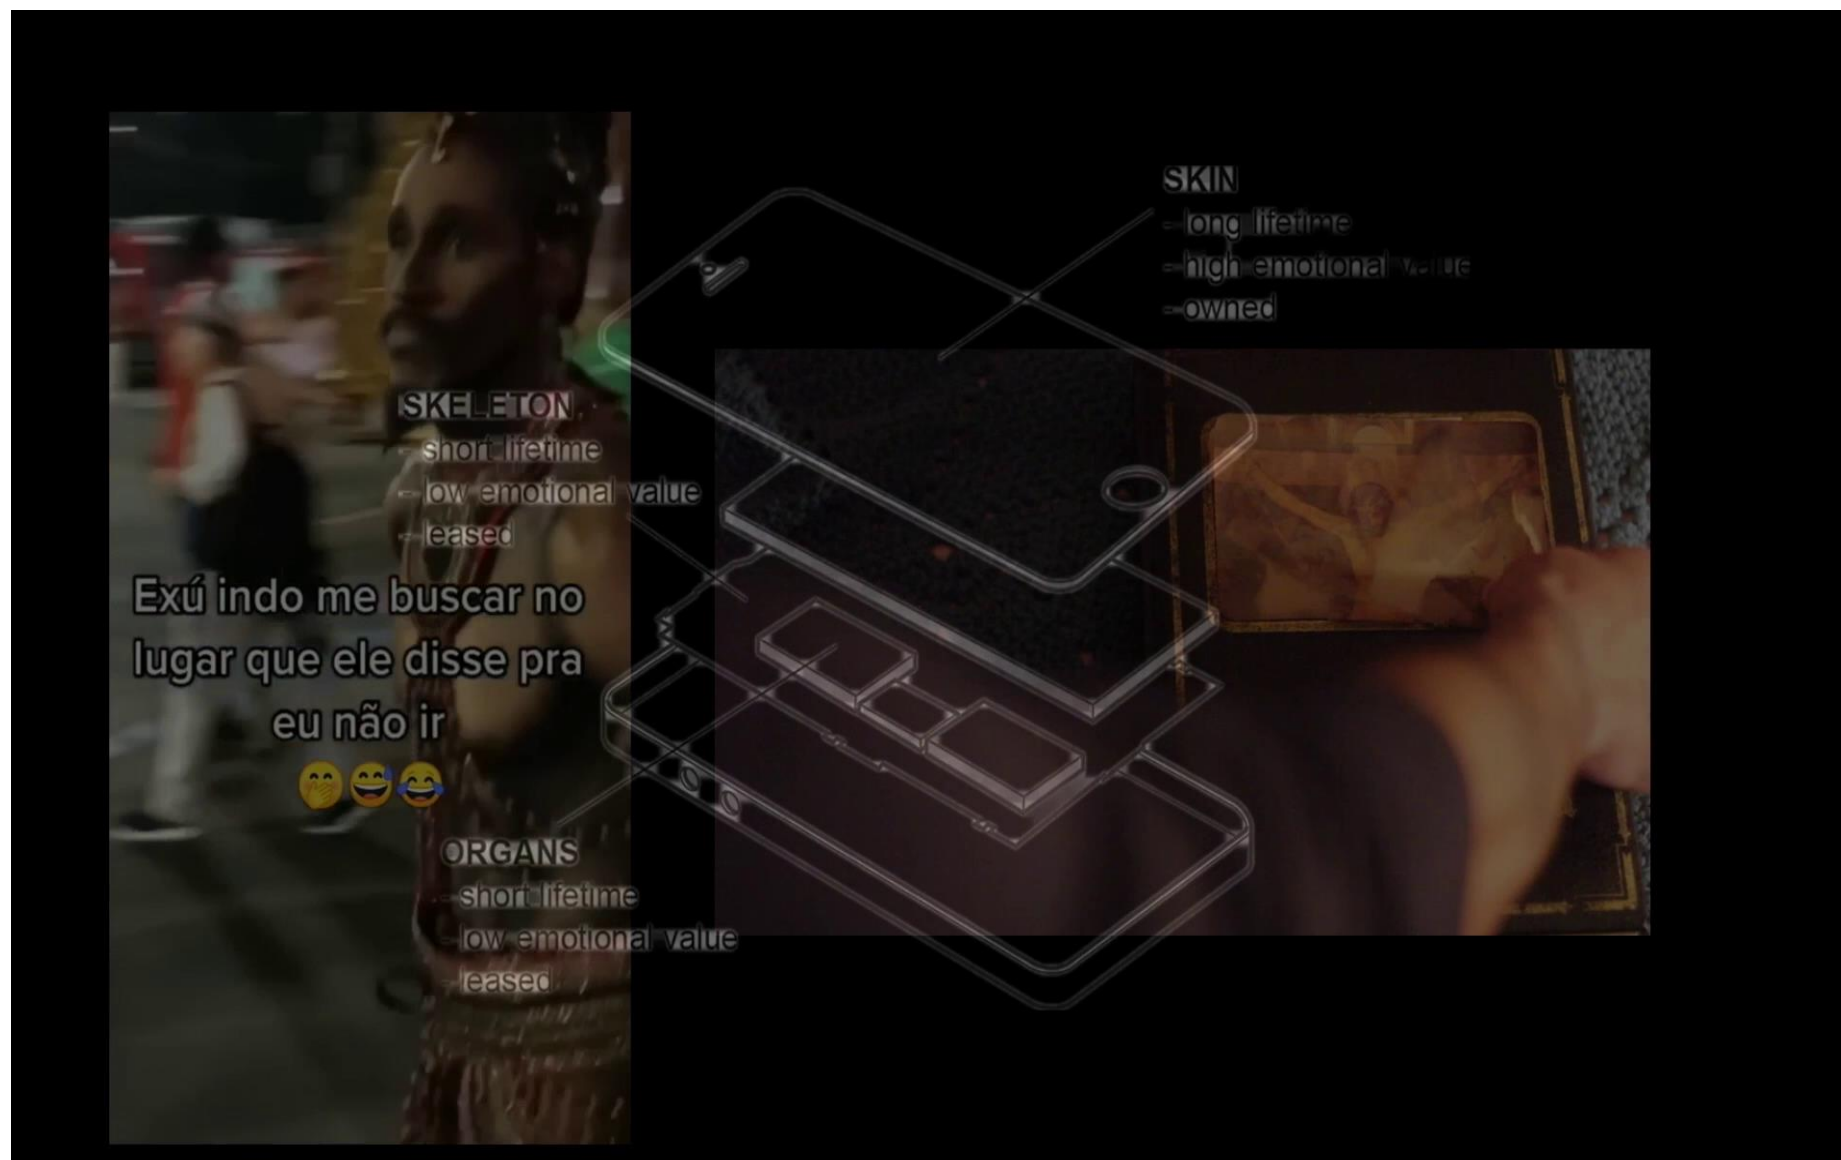 SKIN
- long lifetime
- high emotional value
- owned
SKELETON
- short lifetime
- low emotional value
- leased
Exú indo me buscar no
lugar que ele disse pra
eu não ir
🤭😅😂
ORGANS
- short lifetime
- low emotional value
- leased